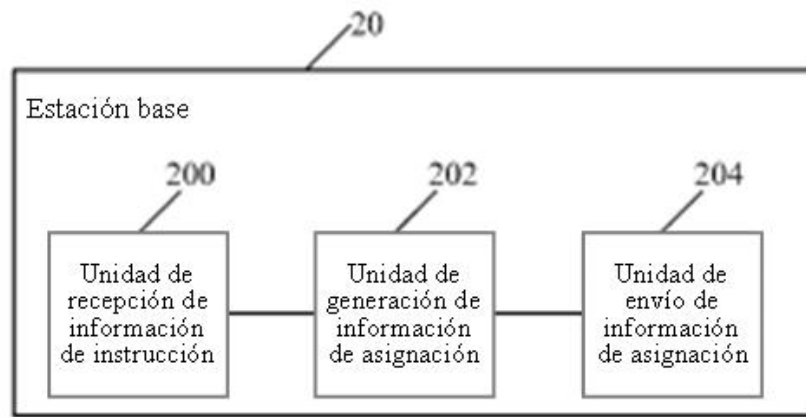 20
Estación base
200
202
204
Unidad de
recepción de
información
de instrucción
Unidad de
generación de
información
de asignación
Unidad de
envío de
información
de asignación